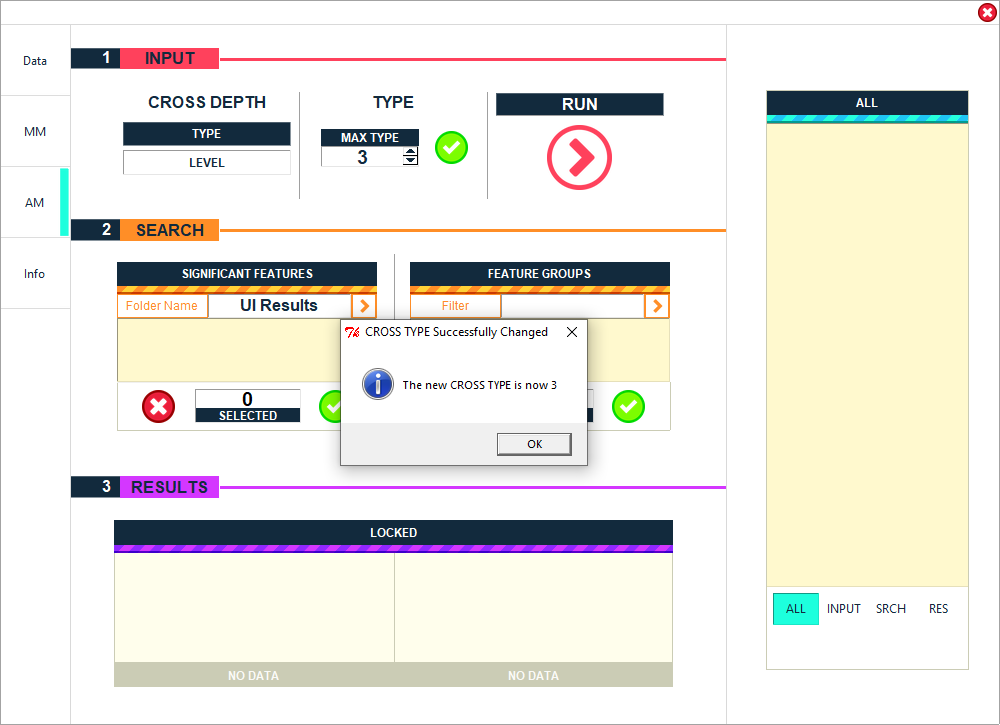 Data
MM
AM
Info
1 INPUT
CROSS DEPTH
TYPE
LEVEL
TYPE
MAX TYPE
3
RUN
2 SEARCH
SIGNIFICANT FEATURES
Folder Name UI Results
0
SELECTED
FEATURE GROUPS
Filter
CROSS TYPE Successfully Changed
The new CROSS TYPE is now 3
OK
3 RESULTS
LOCKED
NO DATA NO DATA
ALL
ALL INPUT SRCH RES